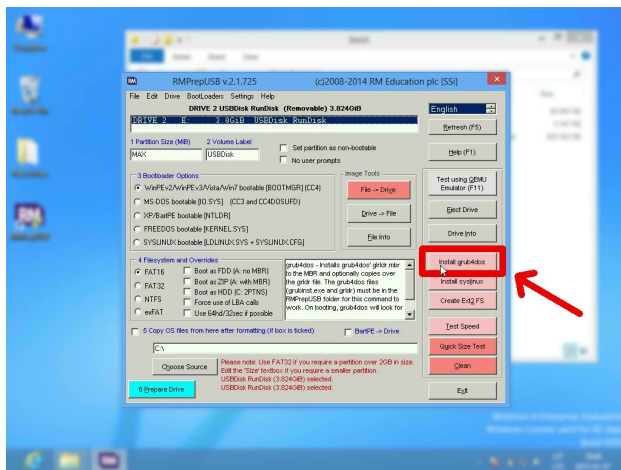 RMPrepUSB v.2.1.725 (c)2008-2014 RM Education plc [SSi]
File Edit Drive BootLoaders Settings Help
DRIVE 2 USBDisk RunDisk (Removable) 3.824GiB
English
DRIVE 2 E: 3.8GiB USBDisk RunDisk
Refresh (F5)
1 Partition Size (MiB) 2 Volume Label
Set partition as non-bootable
MAX USBDisk
No user prompts
Help (F1)
3 Bootloader Options
Image Tools
WinPEv2/WinPEv3/Vista/Win7 bootable [BOOTMGR] (CC4)
File -> Drive
Test using QEMU Emulator (F11)
MS-DOS bootable [IO.SYS] (CC3 and CC4DOSUFD)
XP/BartPE bootable [NTLDR]
Drive -> File
Eject Drive
FREEDOS bootable [KERNEL.SYS]
SYSLINUX bootable [LDLINUX.SYS + SYSLINUX.CFG]
File Info
Drive Info
4 Filesystem and Overrides
Install grub4dos
FAT16 Boot as FDD (A: no MBR)
FAT32 Boot as ZIP (A: with MBR)
Boot as HDD (C: 2PTNS)
NTFS Force use of LBA calls
exFAT Use 64hd/32sec if possible
grub4dos - Installs grub4dos' grldr.mbr
to the MBR and optionally copies over
the grldr file. The grub4dos files
(grubinst.exe and grldr) must be in the
RMPrepUSB folder for this command to
work. On booting, grub4dos will look for
Install syslinux
Create Ext2 FS
5 Copy OS files from here after formatting (if box is ticked) BartPE -> Drive
Test Speed
C:\
Quick Size Test
Choose Source
Please note: Use FAT32 if you require a partition over 2GB in size.
Edit the 'Size' textbox if you require a smaller partition.
USBDisk RunDisk (3.824GiB) selected.
USBDisk RunDisk (3.824GiB) selected.
Clean
6 Prepare Drive
Exit